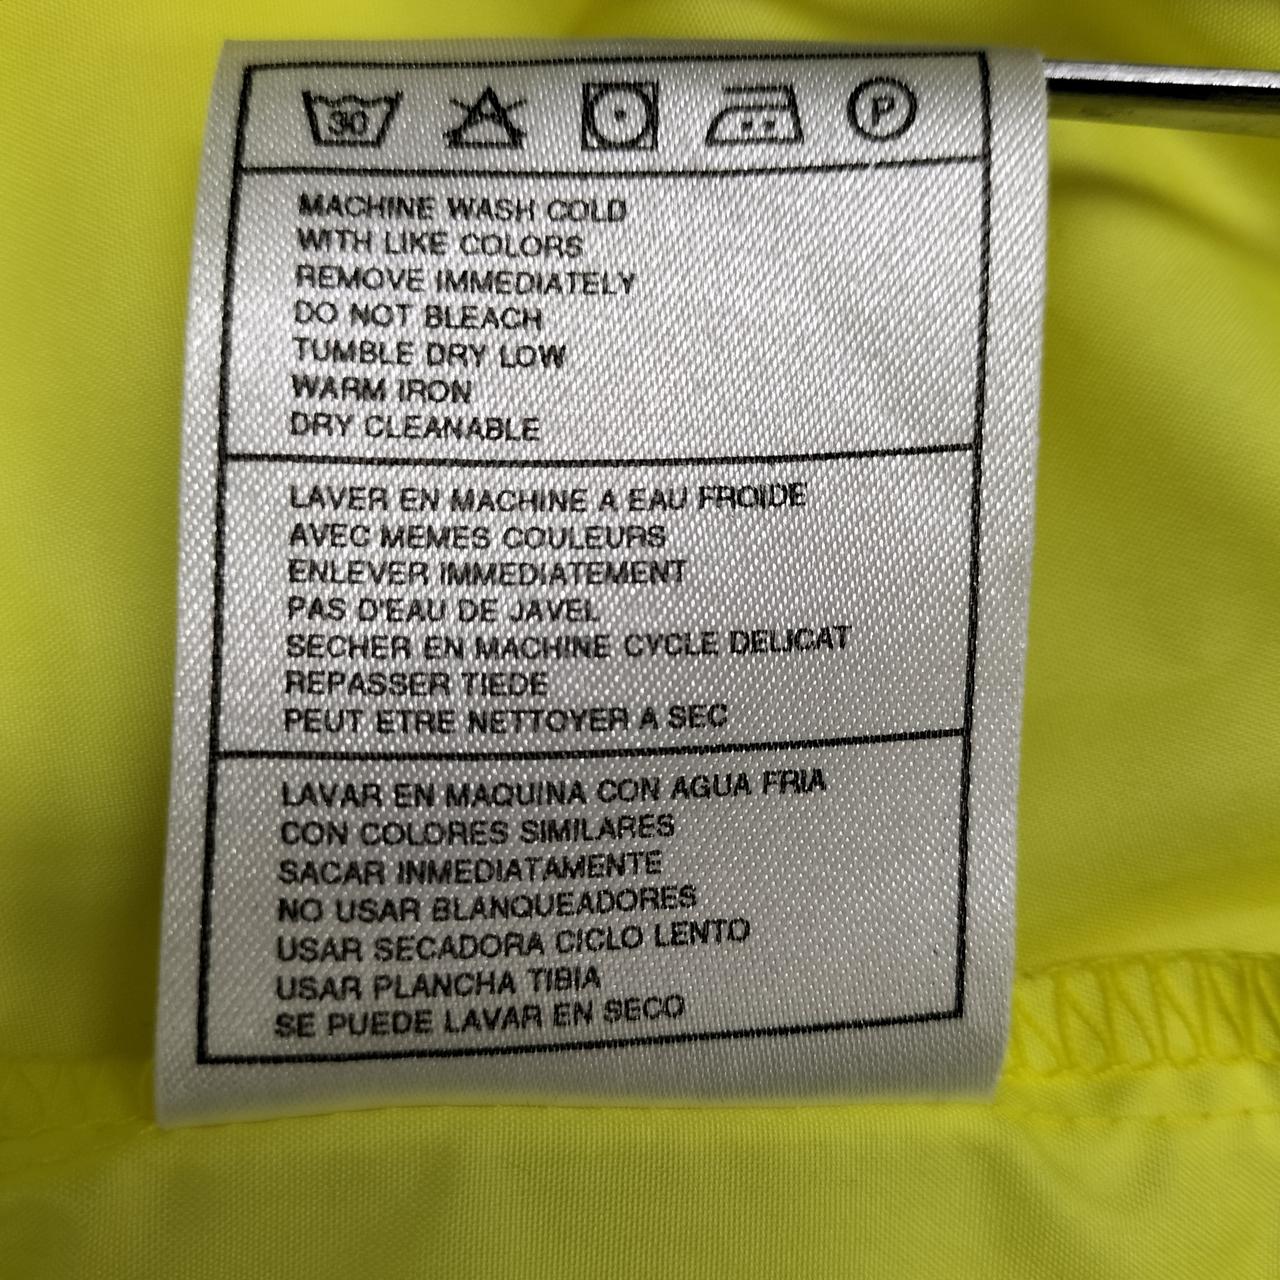 30 P
MACHINE WASH COLD
WITH LIKE COLORS
REMOVE IMMEDIATELY
DO NOT BLEACH
TUMBLE DRY LOW
WARM IRON
DRY CLEANABLE
LAVER EN MACHINE A EAU FROIDE
AVEC MEMES COULEURS
ENLEVER IMMEDIATEMENT
PAS D'EAU DE JAVEL
SECHER EN MACHINE CYCLE DELICAT
REPASSER TIEDE
PEUT ETRE NETTOYER A SEC
LAVAR EN MAQUINA CON AGUA FRIA
CON COLORES SIMILARES
SACAR INMEDIATAMENTE
NO USAR BLANQUEADORES
USAR SECADORA CICLO LENTO
USAR PLANCHA TIBIA
SE PUEDE LAVAR EN SECO